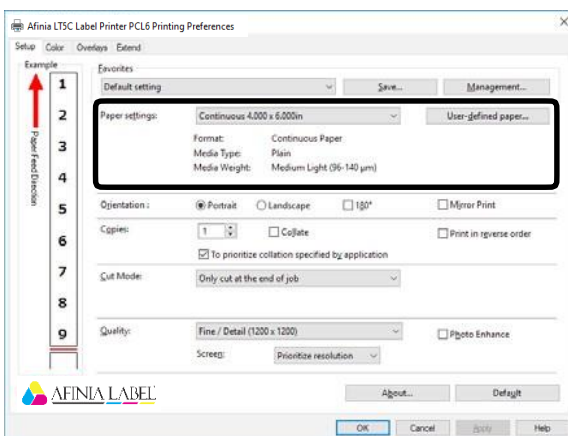 Afinia LT5C Label Printer PCL6 Printing Preferences
Setup Color Overlays Extend
Example
Paper Feed Direction
1
2
3
4
5
6
7
8
9
Favorites
Default setting Save... Management...
Paper settings: Continuous 4.000 x 6.000in User-defined paper...
Format: Continuous Paper
Media Type: Plain
Media Weight: Medium Light (96-140 µm)
Orientation : Portrait Landscape 180° Mirror Print
Copies: 1 Collate Print in reverse order
To prioritize collation specified by application
Cut Mode: Only cut at the end of job
Quality: Fine / Detail (1200 x 1200) Photo Enhance
Screen: Prioritize resolution
AFINIA LABEL
About... Default
OK Cancel Apply Help